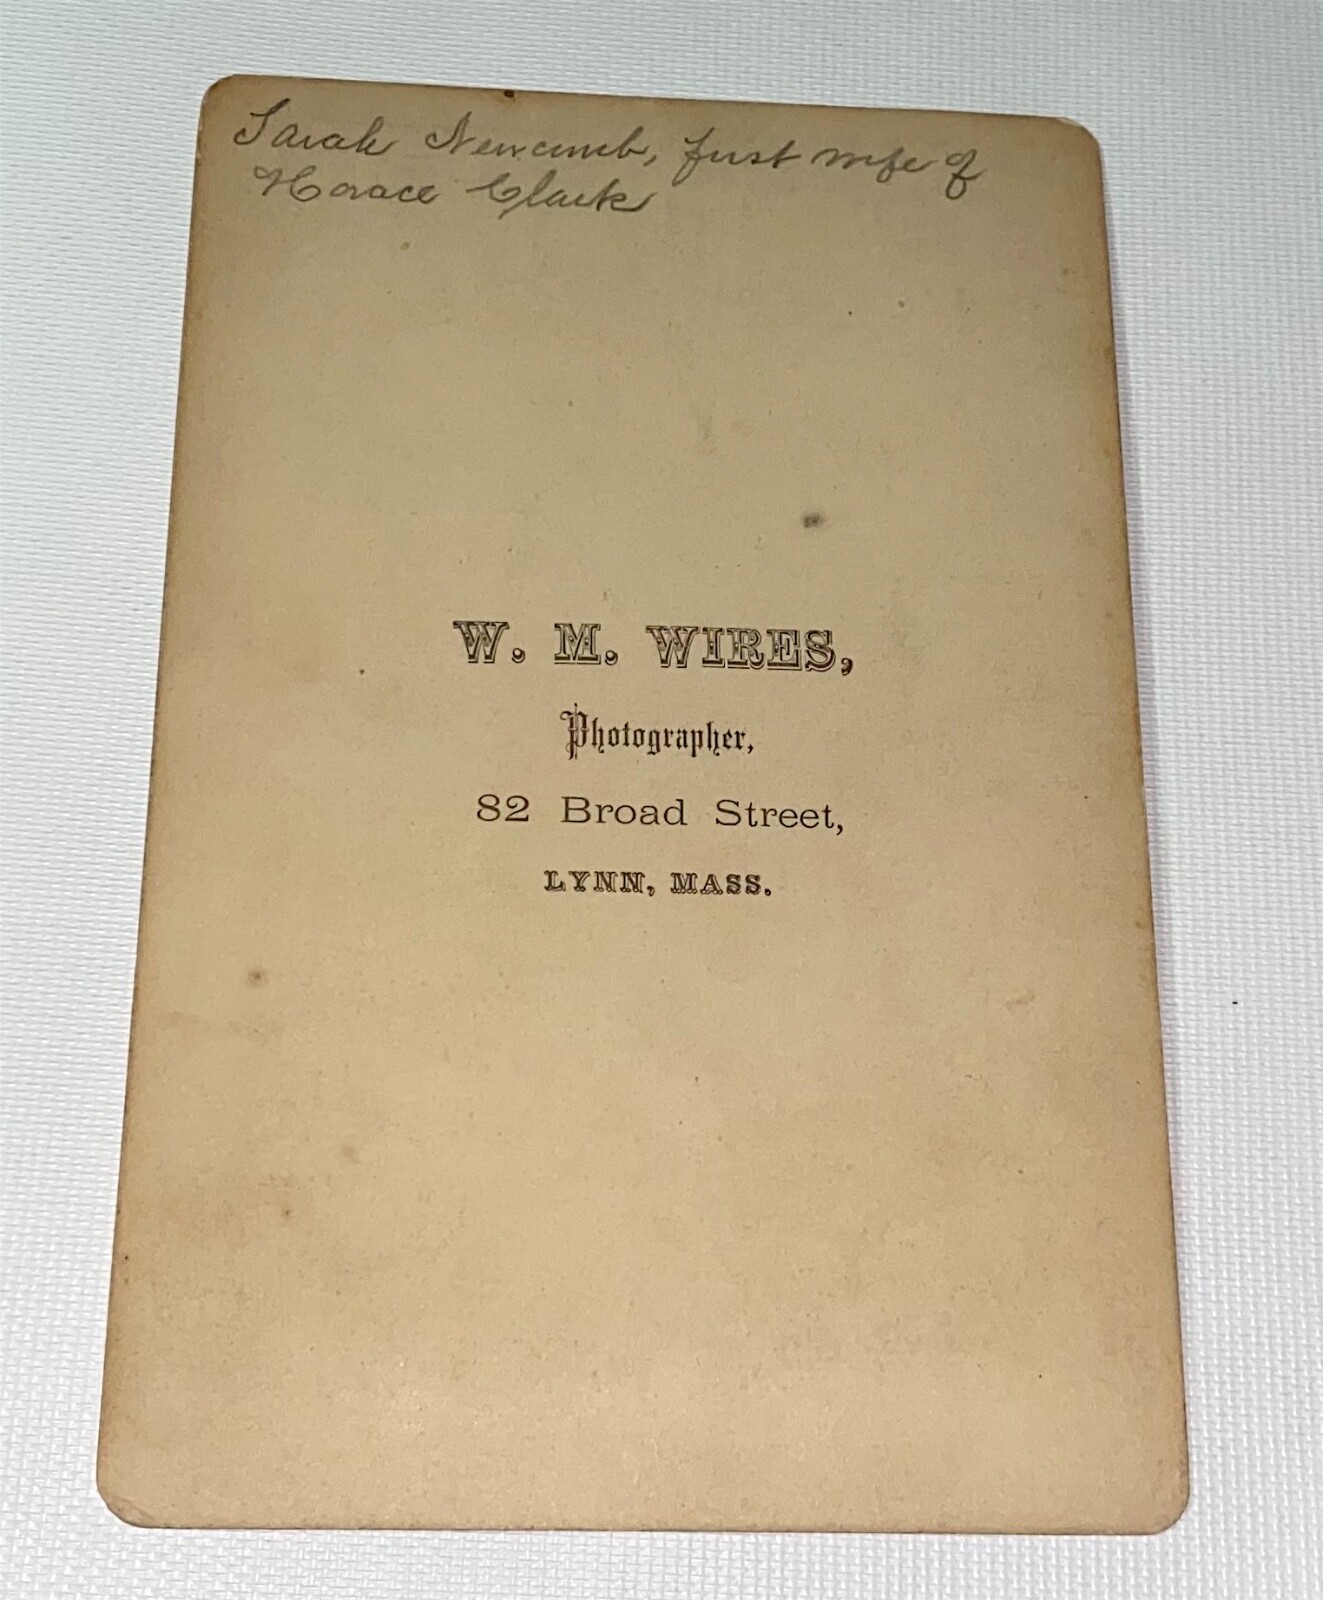 Sarah Newcomb, first wife of
Horace Clark
W. M. WIRES,
Photographer,
82 Broad Street,
LYNN, MASS.